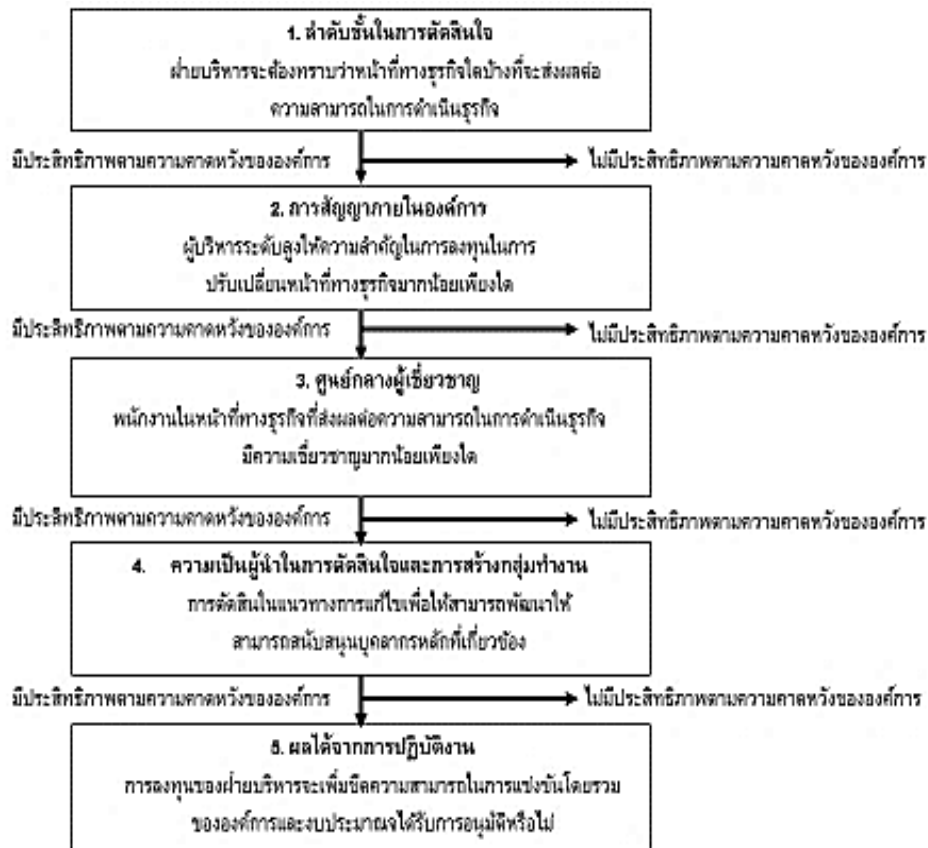 1. ลำดับชั้นในการตัดสินใจ
ฝ่ายบริหารจะต้องทราบว่าหน้าที่ทางธุรกิจใดบ้างที่จะส่งผลต่อ
ความสามารถในการดำเนินธุรกิจ
มีประสิทธิภาพตามความคาดหวังขององค์การ
ไม่มีประสิทธิภาพตามความคาดหวังขององค์การ
2. การสัญญาภายในองค์การ
ผู้บริหารระดับสูงให้ความสำคัญในการลงทุนในการ
ปรับเปลี่ยนหน้าที่ทางธุรกิจมากน้อยเพียงใด
มีประสิทธิภาพตามความคาดหวังขององค์การ
ไม่มีประสิทธิภาพตามความคาดหวังขององค์การ
3. ศูนย์กลางผู้เชี่ยวชาญ
พนักงานในหน้าที่ทางธุรกิจที่ส่งผลต่อความสามารถในการดำเนินธุรกิจ
มีความเชี่ยวชาญมากน้อยเพียงใด
มีประสิทธิภาพตามความคาดหวังขององค์การ
ไม่มีประสิทธิภาพตามความคาดหวังขององค์การ
4. ความเป็นผู้นำในการตัดสินใจและการสร้างกลุ่มทำงาน
การตัดสินในแนวทางการแก้ไขเพื่อให้สามารถพัฒนาให้
สามารถสนับสนุนบุคลากรหลักที่เกี่ยวข้อง
มีประสิทธิภาพตามความคาดหวังขององค์การ
ไม่มีประสิทธิภาพตามความคาดหวังขององค์การ
5. ผลได้จากการปฏิบัติงาน
การลงทุนของฝ่ายบริหารจะเพิ่มขีดความสามารถในการแข่งขันโดยรวม
ขององค์การและงบประมาณจะได้รับการอนุมัติหรือไม่